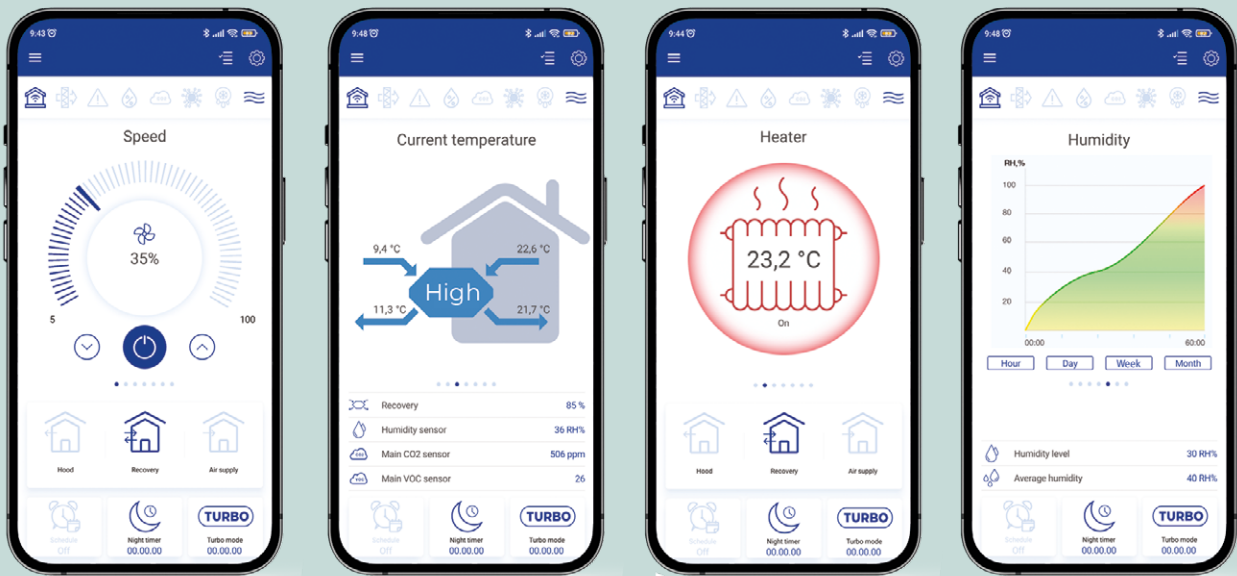 9:43
Speed
35%
5
100
Hood
Recovery
Air supply
Schedule
Off
Night timer
00.00.00
TURBO
Turbo mode
00.00.00
9:48
Current temperature
9,4 °C
22,6 °C
High
11,3 °C
21,7 °C
Recovery 85 %
Humidity sensor 36 RH%
Main CO2 sensor 506 ppm
Main VOC sensor 26
Schedule
Off
Night timer
00.00.00
TURBO
Turbo mode
00.00.00
9:44
Heater
23,2 °C
On
Hood
Recovery
Air supply
Schedule
Off
Night timer
00.00.00
TURBO
Turbo mode
00.00.00
9:48
Humidity
RH,%
100
80
60
40
20
00:00
60:00
Hour
Day
Week
Month
Humidity level 30 RH%
Average humidity 40 RH%
Schedule
Off
Night timer
00.00.00
TURBO
Turbo mode
00.00.00